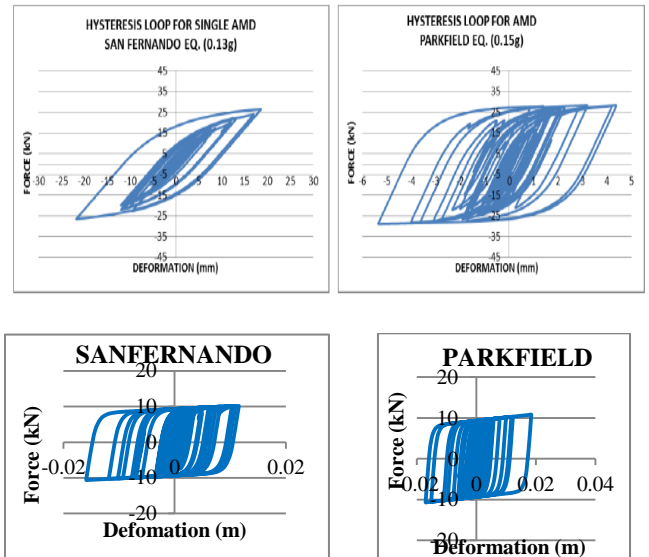 HYSTERESIS LOOP FOR SINGLE AMD
SAN FERNANDO EQ. (0.13g)
45
35
25
15
5
-30 -25 -20 -15 -10 -5 0 5 10 15 20 25 30
-5
-15
-25
-35
-45
FORCE (kN)
DEFORMATION (mm)
HYSTERESIS LOOP FOR AMD
PARKFIELD EQ. (0.15g)
45
35
25
15
5
-6 -5 -4 -3 -2 -1 0 1 2 3 4 5
-5
-15
-25
-35
-45
FORCE (kN)
DEFORMATION (mm)
SANFERNANDO
20
10
0
-0.02 0 0.02
-10
-20
Force (kN)
Defomation (m)
PARKFIELD
20
10
0
0.02 0 0.02 0.04
-10
Force (kN)
Deformation (m)